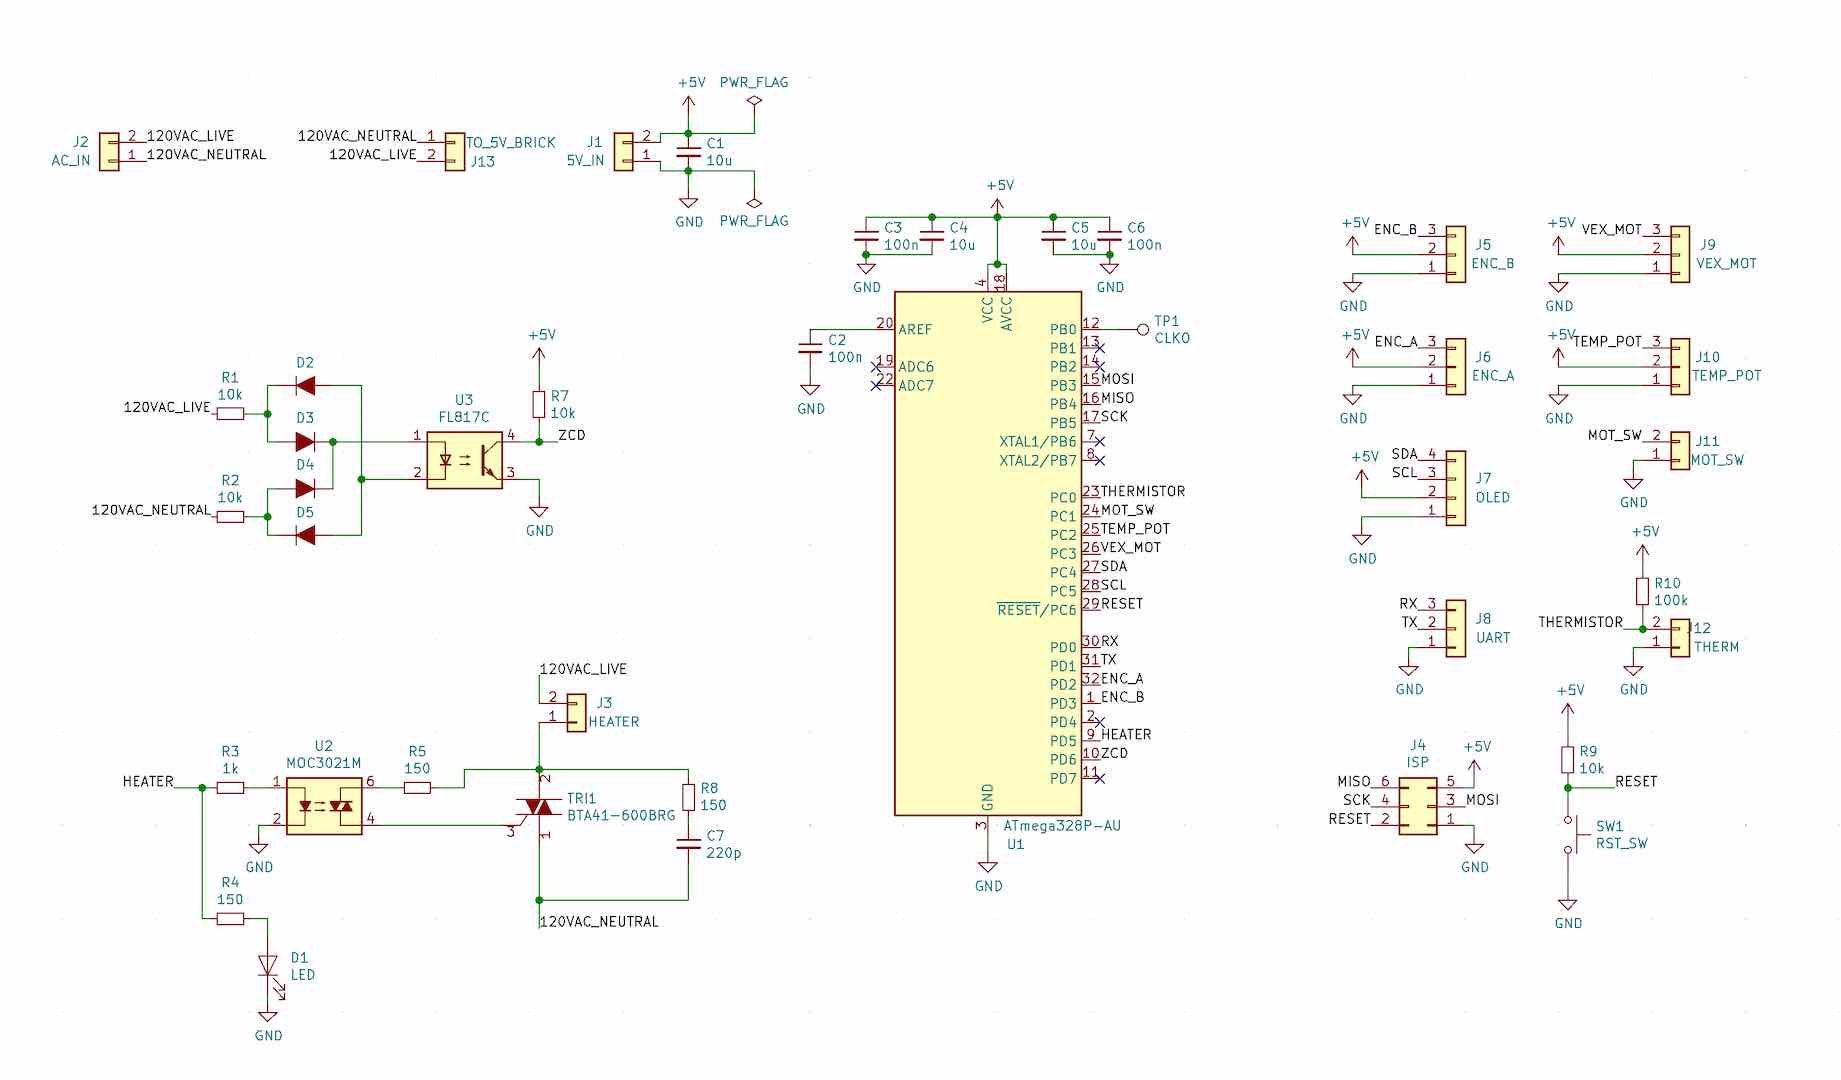 +5V PWR_FLAG
J2 AC_IN 2 120VAC_LIVE
1 120VAC_NEUTRAL
120VAC_NEUTRAL 1 TO_5V_BRICK
120VAC_LIVE 2 J13
J1 5V_IN 2 1
C1 10u
GND PWR_FLAG
+5V
R1 10k
120VAC_LIVE
D2
D3
D4
D5
R2 10k
120VAC_NEUTRAL
U3
FL817C
1 4
2 3
R7 10k
ZCD
GND
120VAC_LIVE
2 J3
1 HEATER
HEATER
R3 1k
U2
MOC3021M
1 6
2 4
GND
R5 150
2
TRI1
BTA41-600BRG
3 1
R8 150
C7 220p
120VAC_NEUTRAL
R4 150
D1
LED
GND
+5V
C3 100n
C4 10u
C5 10u
C6 100n
GND GND
4 18
VCC AVCC
20 AREF
C2 100n
GND
19 ADC6
22 ADC7
PB0 12 TP1 CLKO
PB1 13
PB2 14
PB3 15 MOSI
PB4 16 MISO
PB5 17 SCK
XTAL1/PB6 7
XTAL2/PB7 8
PC0 23 THERMISTOR
PC1 24 MOT_SW
PC2 25 TEMP_POT
PC3 26 VEX_MOT
PC4 27 SDA
PC5 28 SCL
RESET/PC6 29 RESET
PD0 30 RX
PD1 31 TX
PD2 32 ENC_A
PD3 1 ENC_B
PD4 2
PD5 9 HEATER
PD6 10 ZCD
PD7 11
GND
3
ATmega328P-AU
U1
GND
+5V ENC_B 3
2
1
J5
ENC_B
GND
+5V VEX_MOT 3
2
1
J9
VEX_MOT
GND
+5V ENC_A 3
2
1
J6
ENC_A
GND
+5V TEMP_POT 3
2
1
J10
TEMP_POT
GND
+5V
SDA 4
SCL 3
2
1
J7
OLED
GND
MOT_SW 2
1
J11
MOT_SW
GND
+5V
R10
100k
THERMISTOR 2
1
J12
THERM
GND
RX 3
TX 2
1
J8
UART
GND
J4
ISP
+5V
MISO 6 5
SCK 4 3 MOSI
RESET 2 1
GND
+5V
R9
10k
RESET
SW1
RST_SW
GND